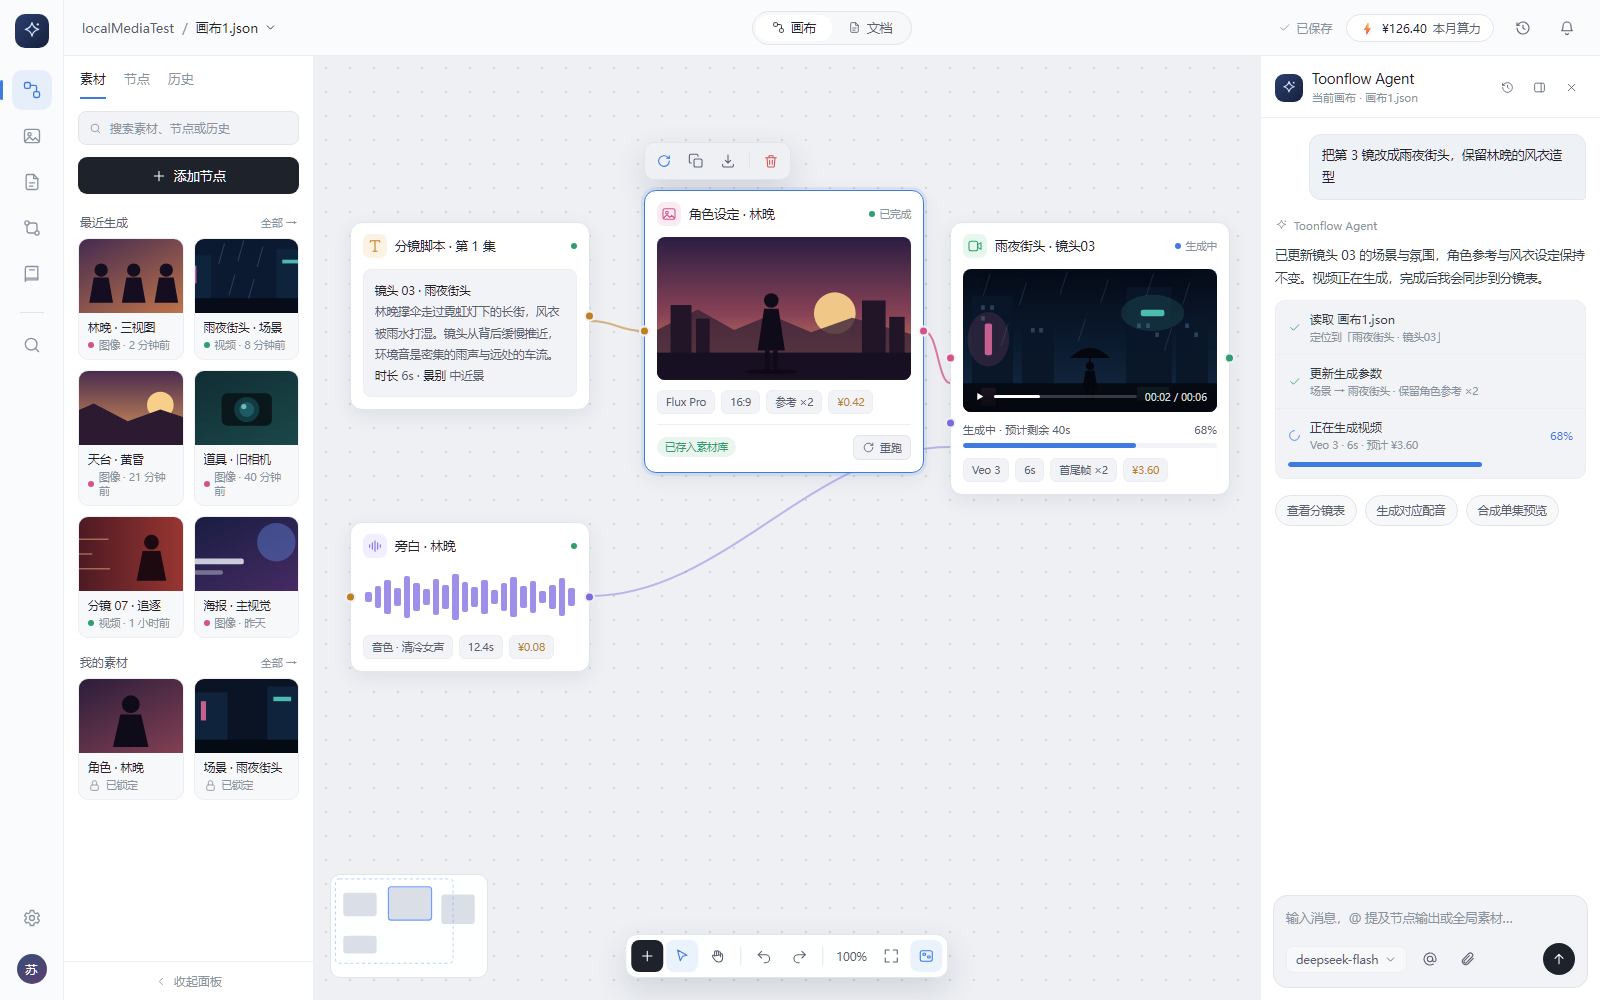 localMediaTest / 画布1.json
画布
文档
已保存
¥126.40 本月算力
素材
节点
历史
搜索素材、节点或历史
添加节点
最近生成
全部 →
林晚 · 三视图
图像 · 2 分钟前
雨夜街头 · 场景
视频 · 8 分钟前
天台 · 黄昏
图像 · 21 分钟
前
道具 · 旧相机
图像 · 40 分钟
前
分镜 07 · 追逐
视频 · 1 小时前
海报 · 主视觉
图像 · 昨天
我的素材
全部 →
角色 · 林晚
已锁定
场景 · 雨夜街头
已锁定
收起面板
苏
分镜脚本 · 第 1 集
镜头 03 · 雨夜街头
林晚撑伞走过霓虹灯下的长街，风衣
被雨水打湿。镜头从背后缓慢推近，
环境音是密集的雨声与远处的车流。
时长 6s · 景别 中近景
角色设定 · 林晚
已完成
Flux Pro
16:9
参考 ×2
¥0.42
已存入素材库
重跑
雨夜街头 · 镜头03
生成中
00:02 / 00:06
生成中 · 预计剩余 40s
68%
Veo 3
6s
首尾帧 ×2
¥3.60
旁白 · 林晚
音色 · 清冷女声
12.4s
¥0.08
100%
Toonflow Agent
当前画布 · 画布1.json
把第 3 镜改成雨夜街头，保留林晚的风衣造
型
Toonflow Agent
已更新镜头 03 的场景与氛围，角色参考与风衣设定保持
不变。视频正在生成，完成后我会同步到分镜表。
读取 画布1.json
定位到「雨夜街头 · 镜头03」
更新生成参数
场景 → 雨夜街头 · 保留角色参考 ×2
正在生成视频
Veo 3 · 6s · 预计 ¥3.60
68%
查看分镜表
生成对应配音
合成单集预览
输入消息，@ 提及节点输出或全局素材...
deepseek-flash